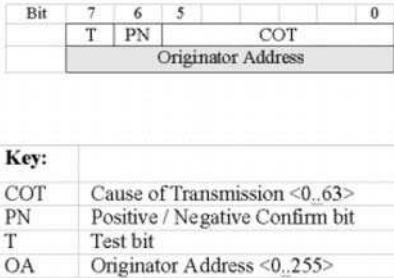 Bit 7 6 5 0
T PN COT
Originator Address
Key:
COT Cause of Transmission <0..63>
PN Positive / Negative Confirm bit
T Test bit
OA Originator Address <0..255>